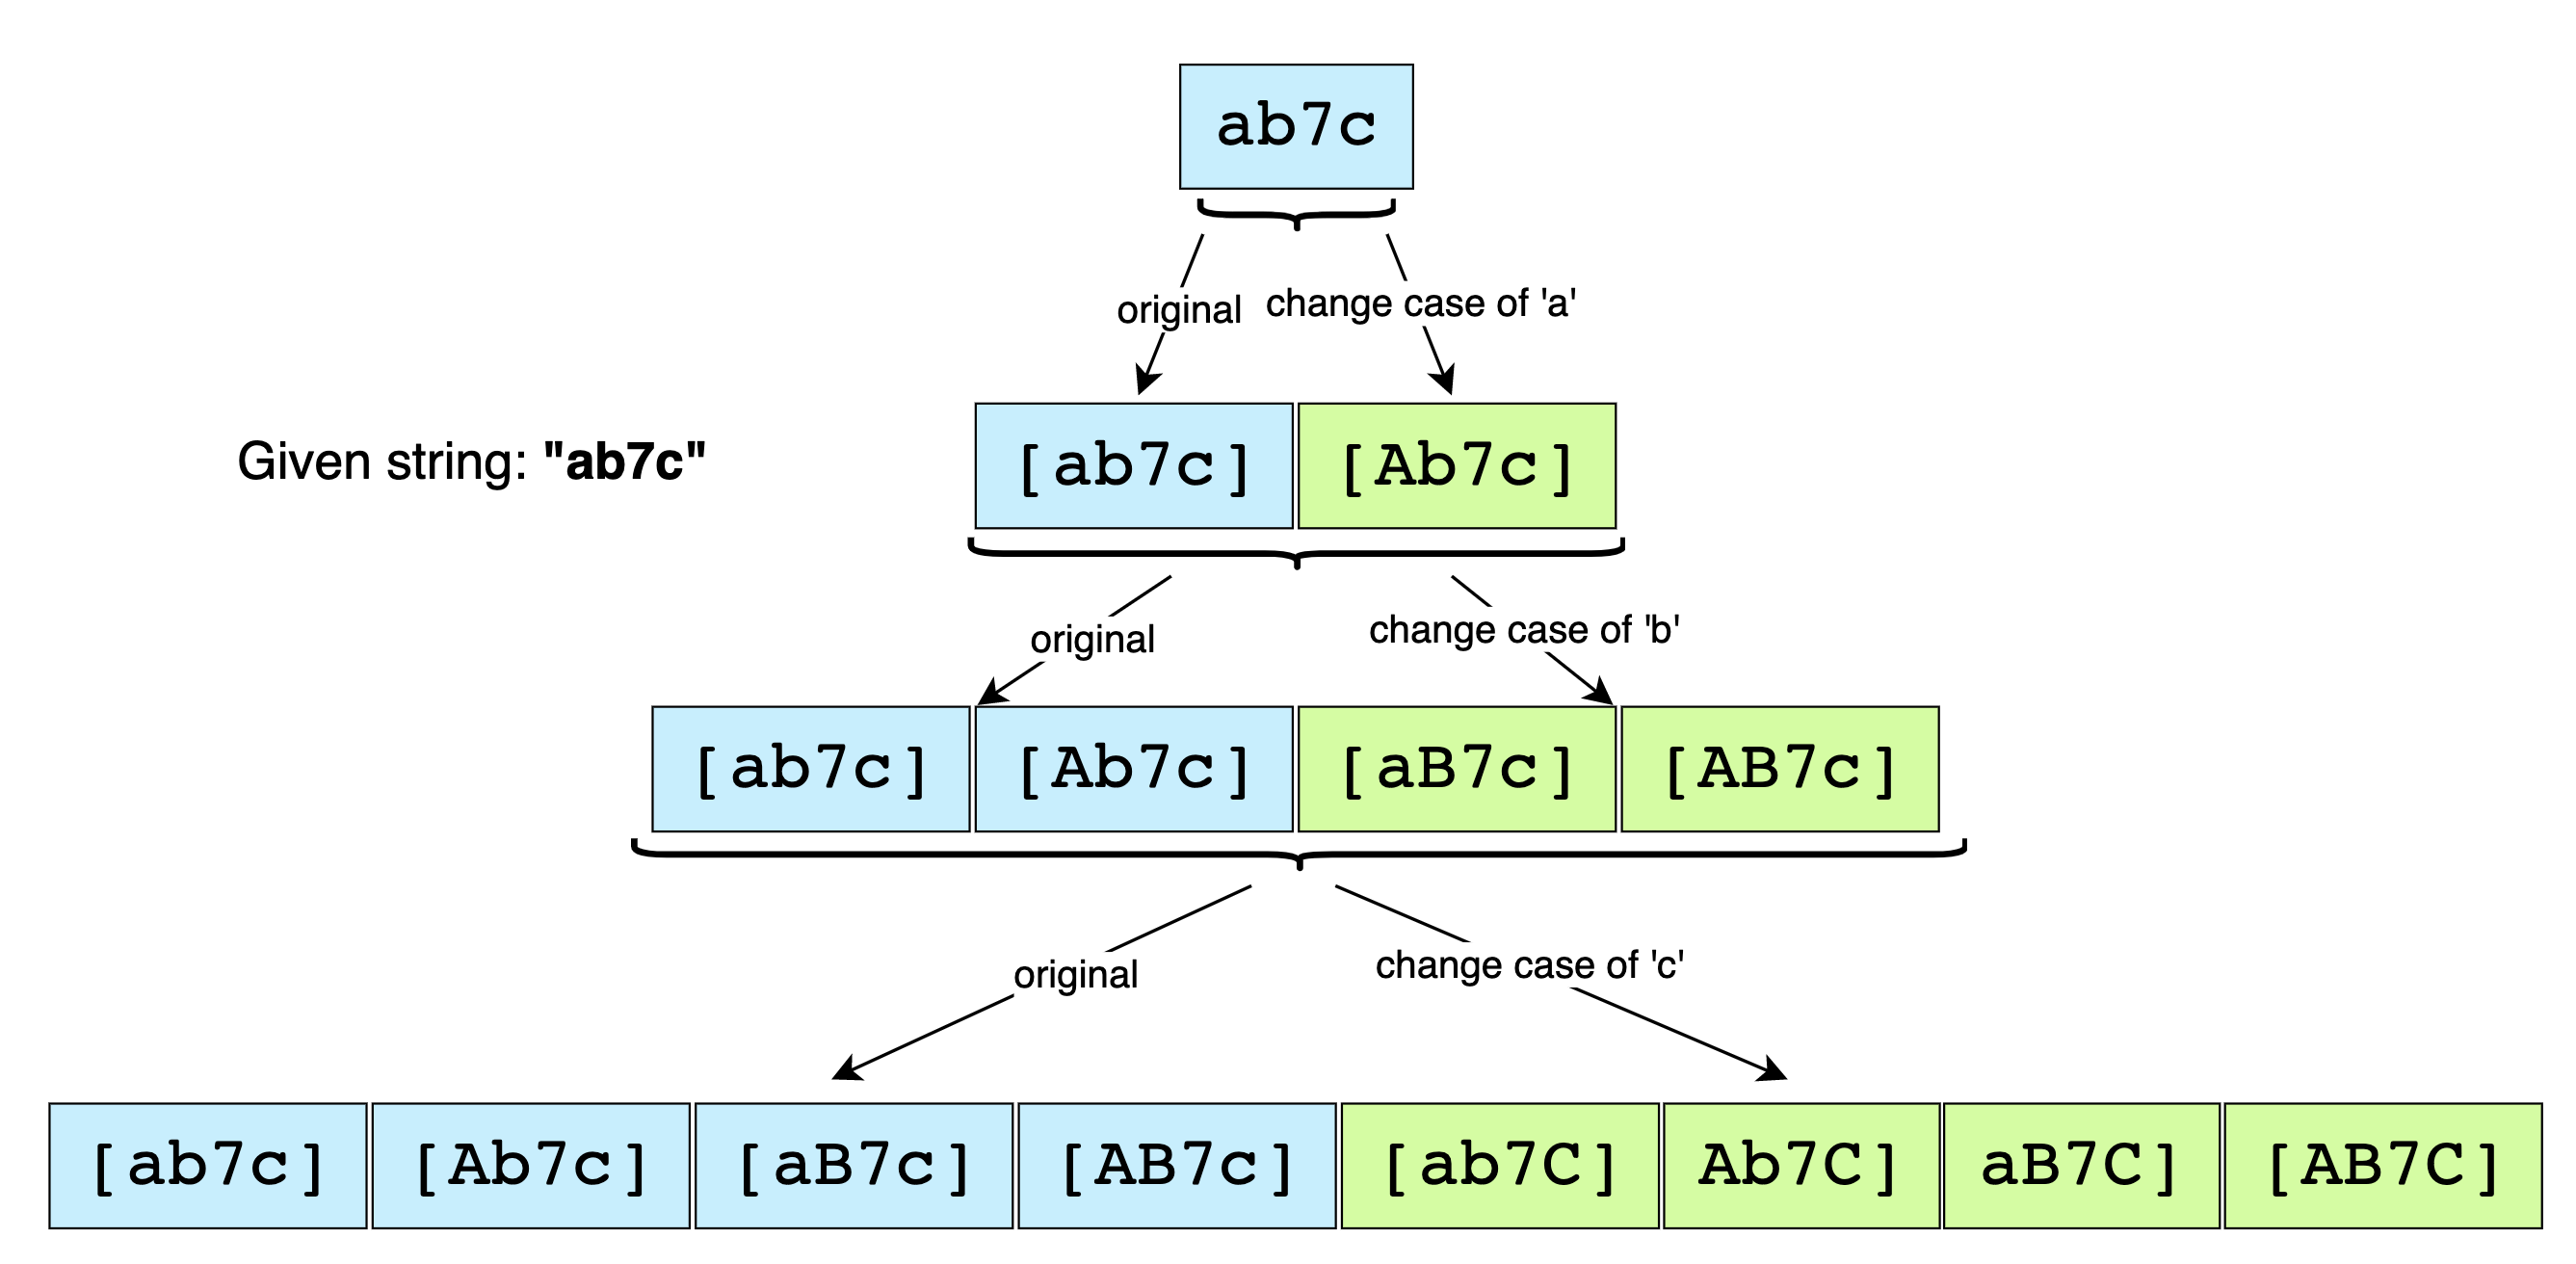 ab7c
original change case of 'a'
Given string: "ab7c"
[ab7c] [Ab7c]
original change case of 'b'
[ab7c] [Ab7c] [aB7c] [AB7c]
original change case of 'c'
[ab7c] [Ab7c] [aB7c] [AB7c] [ab7C] Ab7C] aB7C] [AB7C]